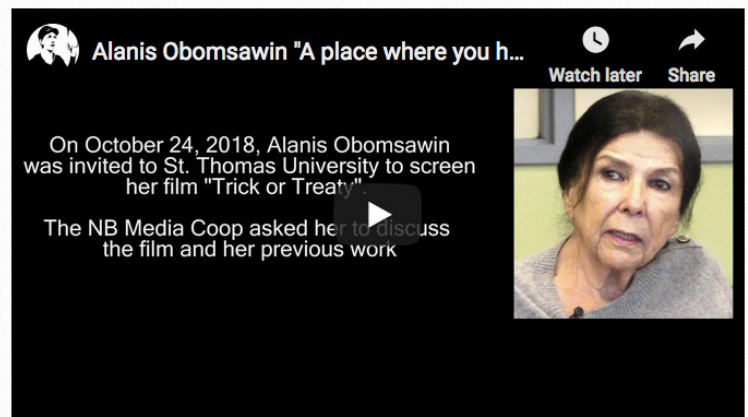 Alanis Obomsawin "A place where you h...
Watch later
Share
On October 24, 2018, Alanis Obomsawin
was invited to St. Thomas University to screen
her film "Trick or Treaty".
The NB Media Coop asked her to discuss
the film and her previous work